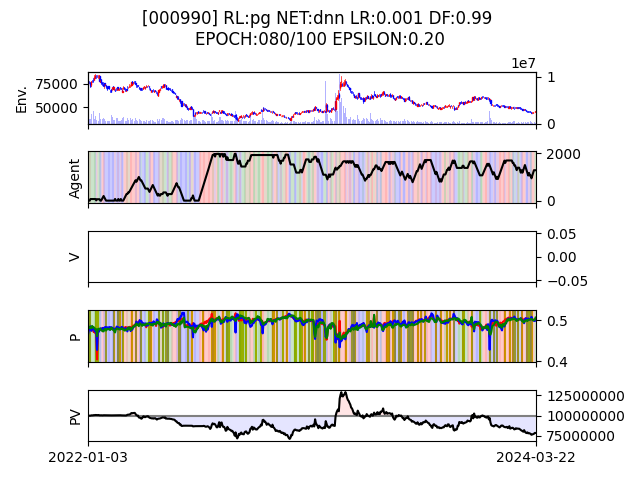 [000990] RL:pg NET:dnn LR:0.001 DF:0.99
EPOCH:080/100 EPSILON:0.20
1e7
Env.
75000
50000
1
0
Agent
2000
0
V
0.05
0.00
−0.05
P
0.5
0.4
PV
125000000
100000000
75000000
2022-01-03
2024-03-22